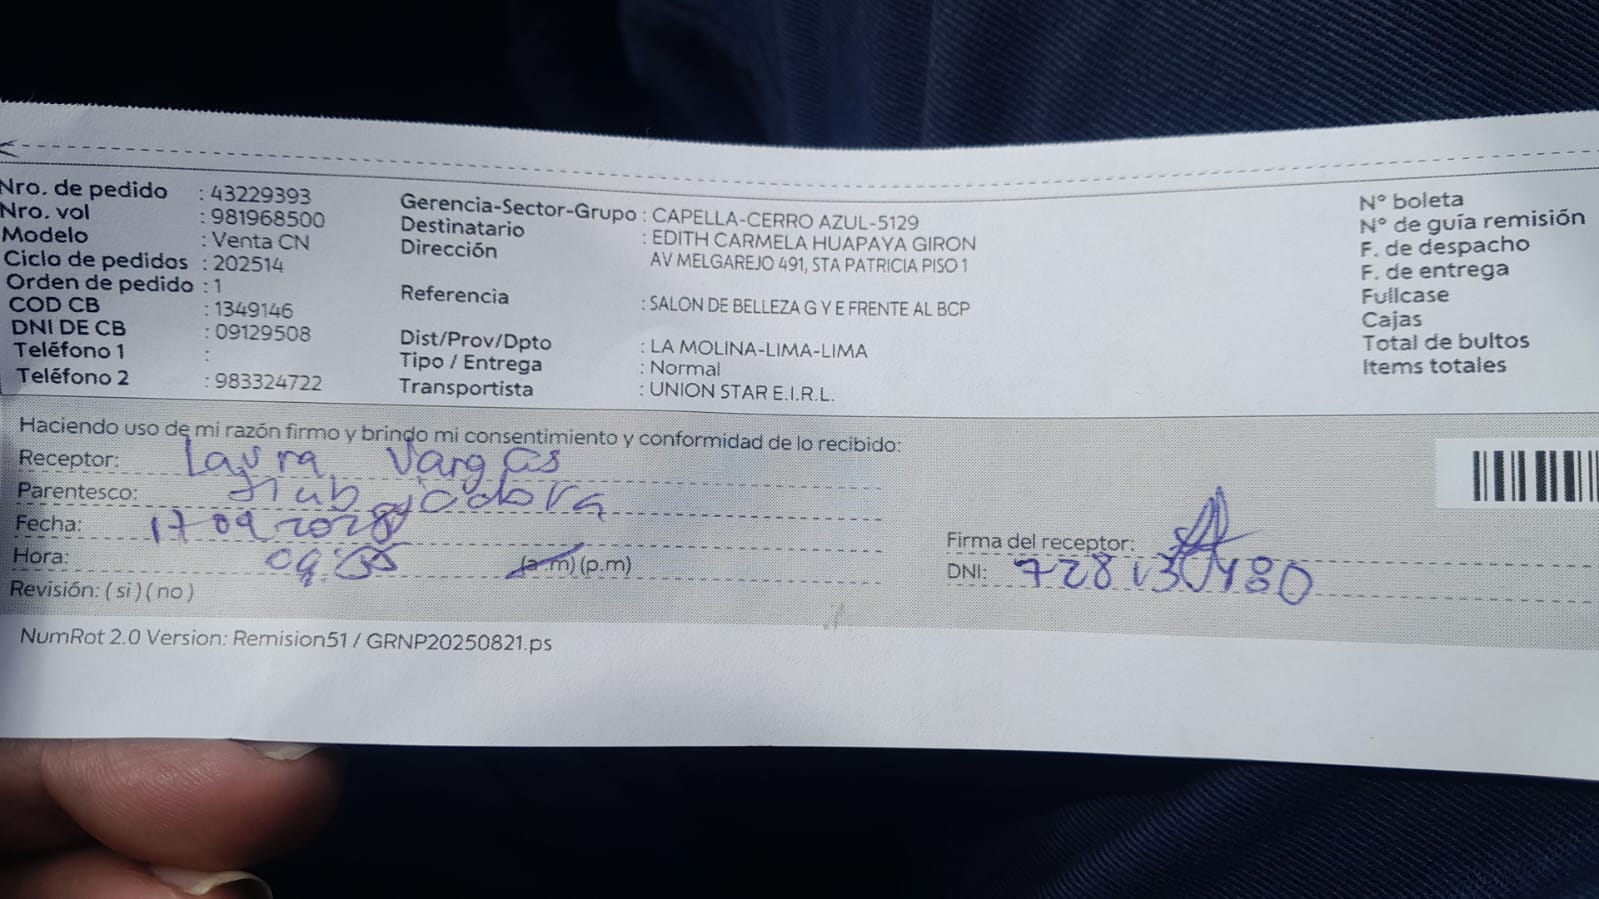 Nro. de pedido : 43229393
Nro. vol : 981968500
Modelo : Venta CN
Ciclo de pedidos : 202514
Orden de pedido : 1
COD CB : 1349146
DNI DE CB : 09129508
Teléfono 1 :
Teléfono 2 : 983324722
Gerencia-Sector-Grupo : CAPELLA-CERRO AZUL-5129
Destinatario : EDITH CARMELA HUAPAYA GIRON
Dirección AV MELGAREJO 491, STA PATRICIA PISO 1
Referencia : SALON DE BELLEZA G Y E FRENTE AL BCP
Dist/Prov/Dpto : LA MOLINA-LIMA-LIMA
Tipo / Entrega : Normal
Transportista : UNION STAR E.I.R.L.
N° boleta
N° de guía remisión
F. de despacho
F. de entrega
Fullcase
Cajas
Total de bultos
Items totales
Haciendo uso de mi razón firmo y brindo mi consentimiento y conformidad de lo recibido:
Receptor: Laura Vargas
Parentesco:
Fecha: 17 09
Hora: (a.m) (p.m)
Revisión: ( si ) ( no )
Firma del receptor:
DNI:
NumRot 2.0 Version: Remision51 / GRNP20250821.ps